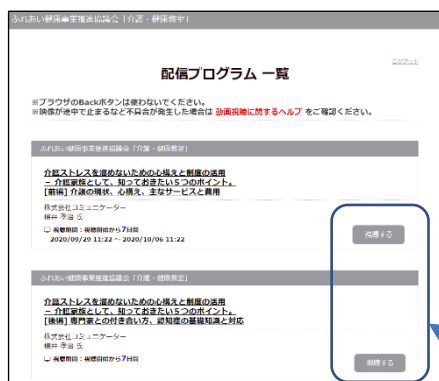 ふれあい健康事業推進協議会「介護・健康教室」
ログアウト
配信プログラム 一覧
※ブラウザのBackボタンは使わないでください。
※映像が途中で止まるなど不具合が発生した場合は 動画視聴に関するヘルプ をご確認ください。
ふれあい健康事業推進協議会「介護・健康教室」
介護ストレスを溜めないための心構えと制度の活用
– 介護家族として、知っておきたい5つのポイント。
[前編] 介護の現状、心構え、主なサービスと費用
株式会社コミュニケーター
視聴期間：視聴開始から7日間
2020/09/29 11:22 ～ 2020/10/06 11:22
視聴する
ふれあい健康事業推進協議会「介護・健康教室」
介護ストレスを溜めないための心構えと制度の活用
– 介護家族として、知っておきたい5つのポイント。
[後編] 専門家との付き合い方、認知症の基礎知識と対応
株式会社コミュニケーター
視聴期間：視聴開始から7日間
視聴する